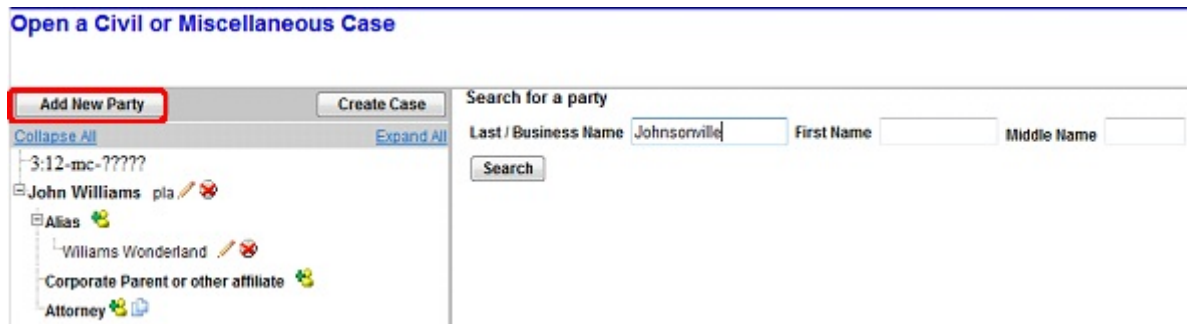 Open a Civil or Miscellaneous Case
Add New Party
Create Case
Collapse All
Expand All
3:12-mc-?????
John Williams pla
Alias
Wiliams Wonderland
Corporate Parent or other affiliate
Attorney
Search for a party
Last / Business Name Johnsonville First Name Middle Name
Search